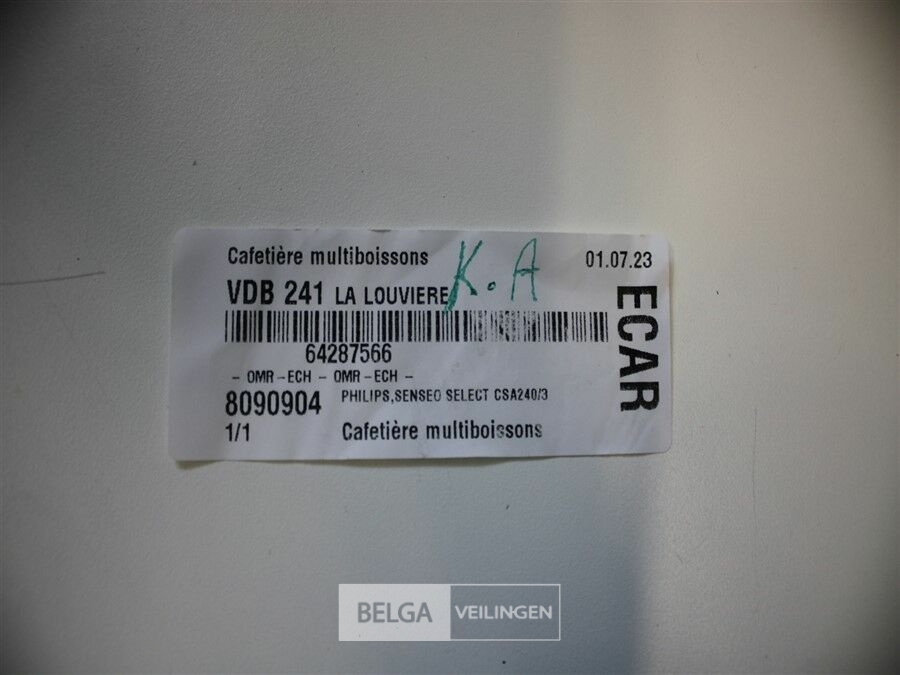 Cafetière multiboissons K.A 01.07.23
VDB 241 LA LOUVIERE
ECAR
64287566
- OMR - ECH - OMR - ECH -
8090904 PHILIPS,SENSEO SELECT CSA240/3
1/1 Cafetière multiboissons
BELGA VEILINGEN